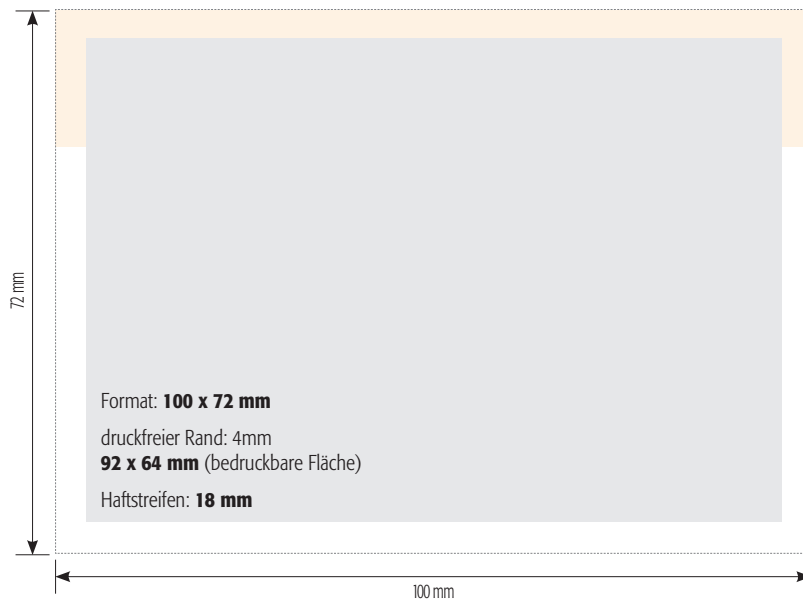 72 mm
Format: 100 x 72 mm
druckfreier Rand: 4mm
92 x 64 mm (bedruckbare Fläche)
Haftstreifen: 18 mm
100 mm